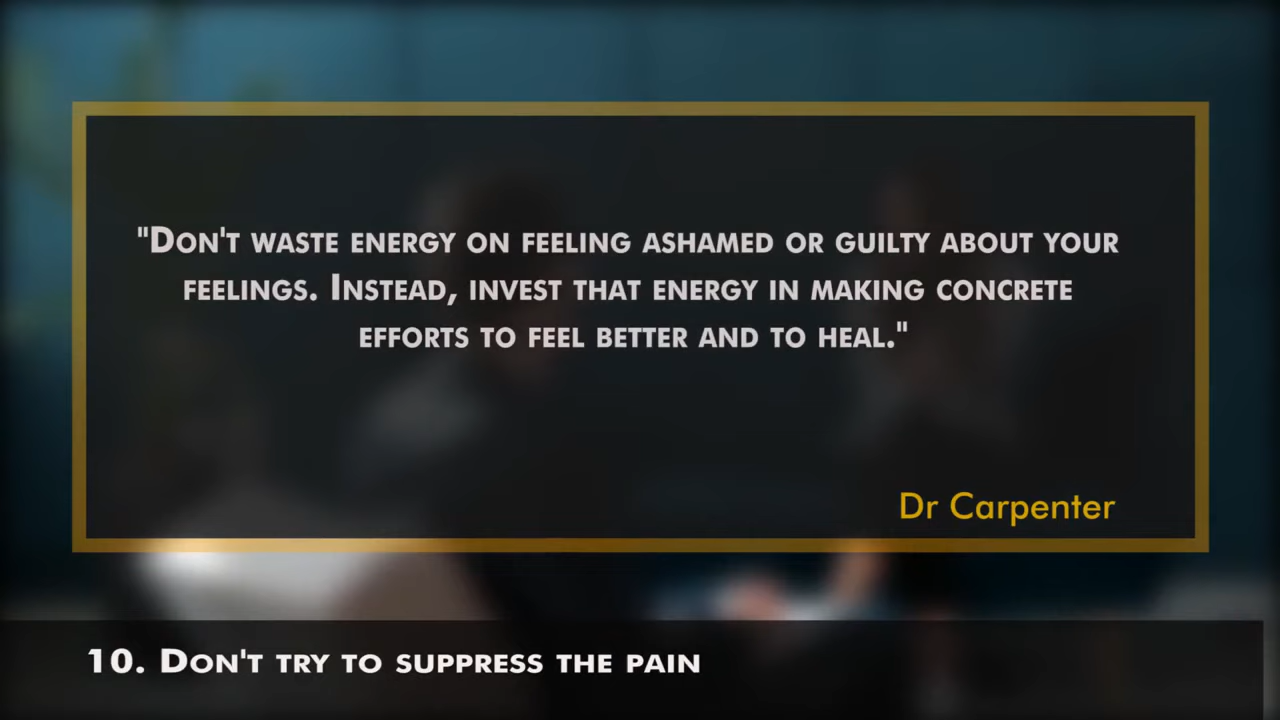 "Don't waste energy on feeling ashamed or guilty about your
feelings. Instead, invest that energy in making concrete
efforts to feel better and to heal."
Dr Carpenter
10. Don't try to suppress the pain